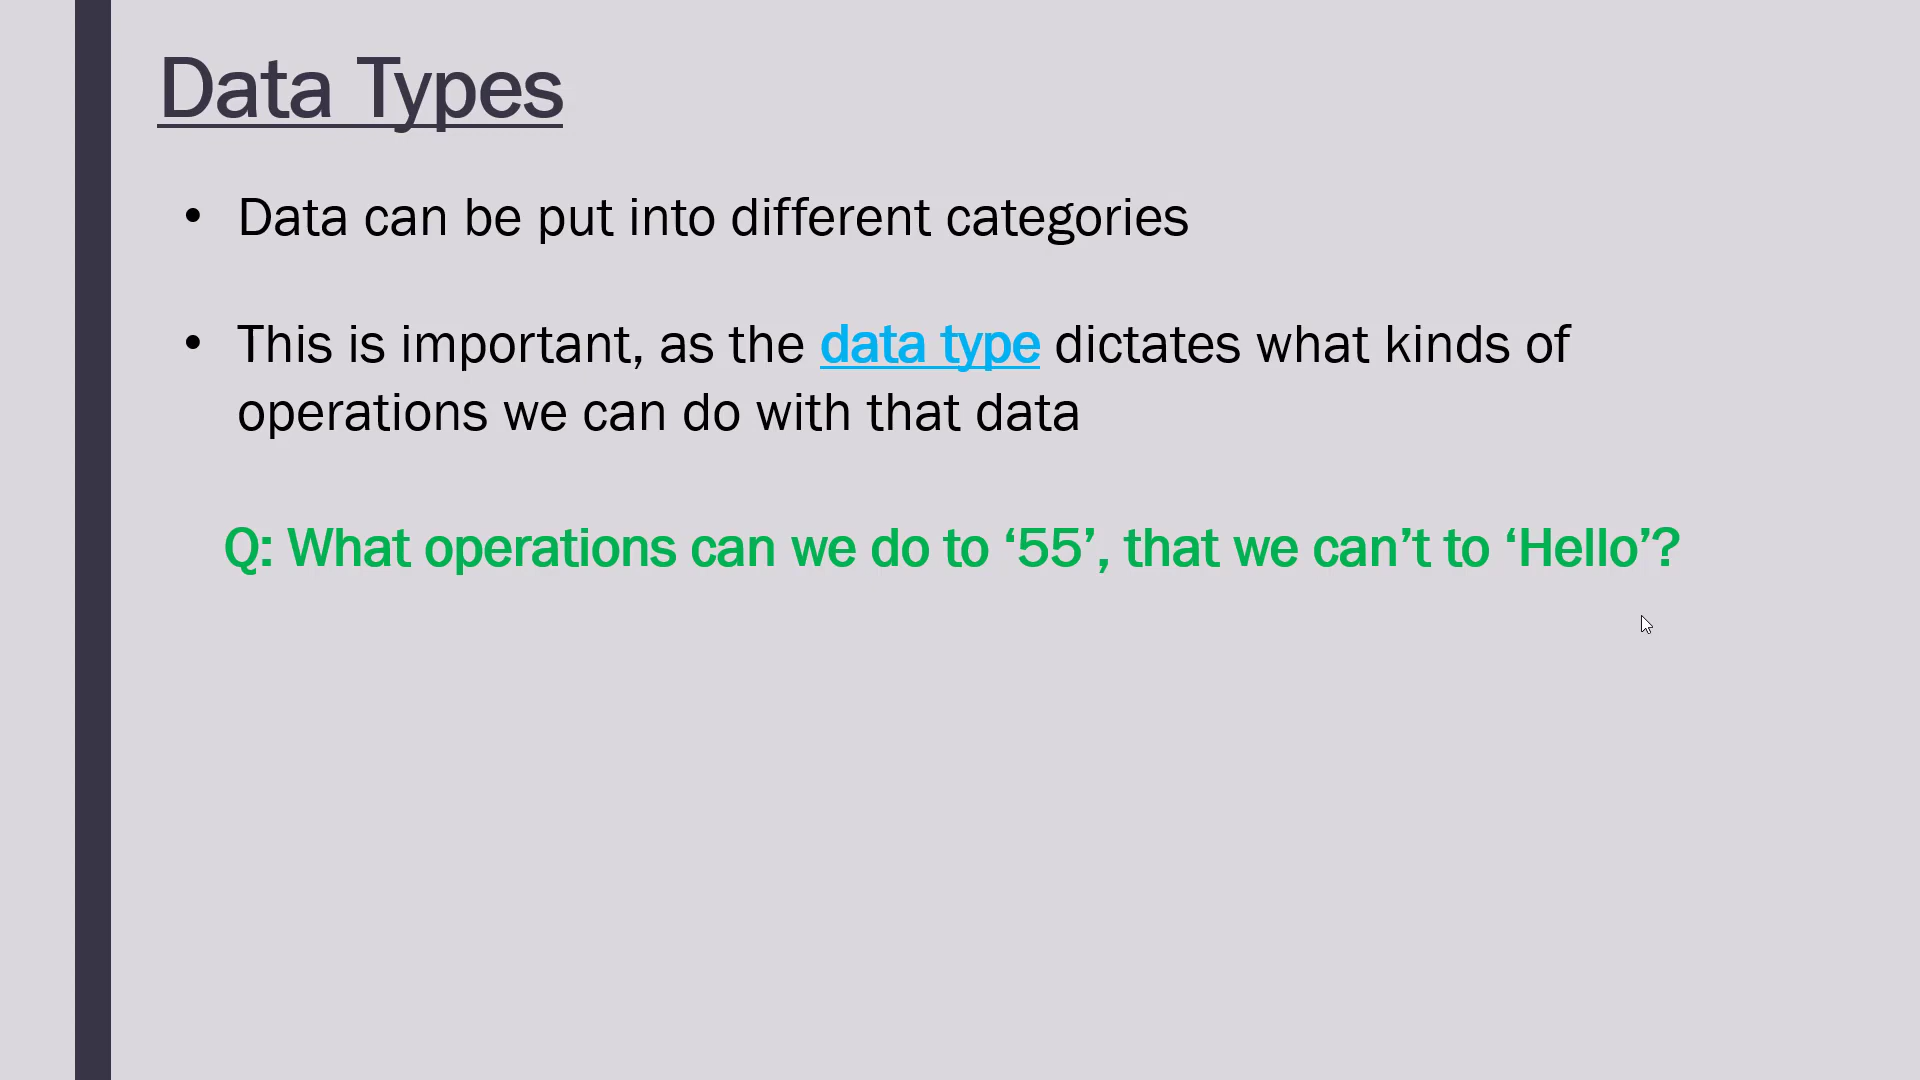 Data Types
• Data can be put into different categories
• This is important, as the data type dictates what kinds of
operations we can do with that data
Q: What operations can we do to ‘55’, that we can’t to ‘Hello’?